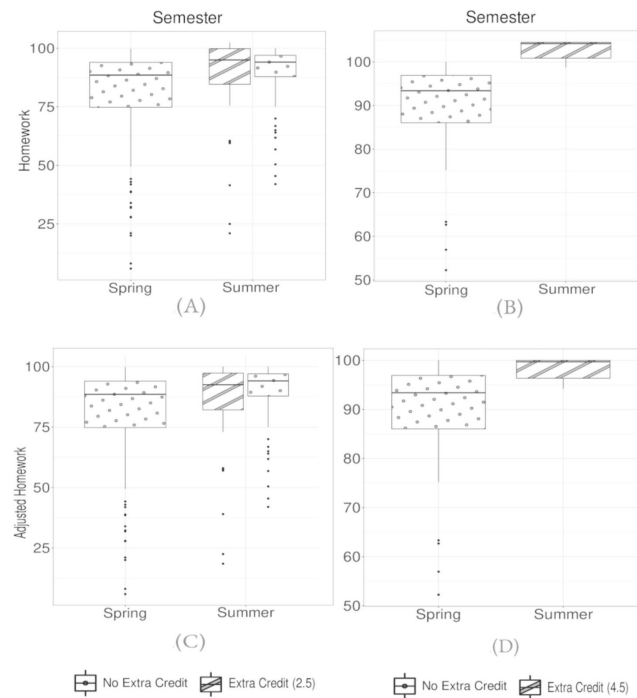 Semester
100
75
50
25
Homework
Spring
Summer
(A)
Semester
100
90
80
70
60
50
Spring
Summer
(B)
100
75
50
25
Adjusted Homework
Spring
Summer
(C)
100
90
80
70
60
50
Spring
Summer
(D)
No Extra Credit
Extra Credit (2.5)
No Extra Credit
Extra Credit (4.5)